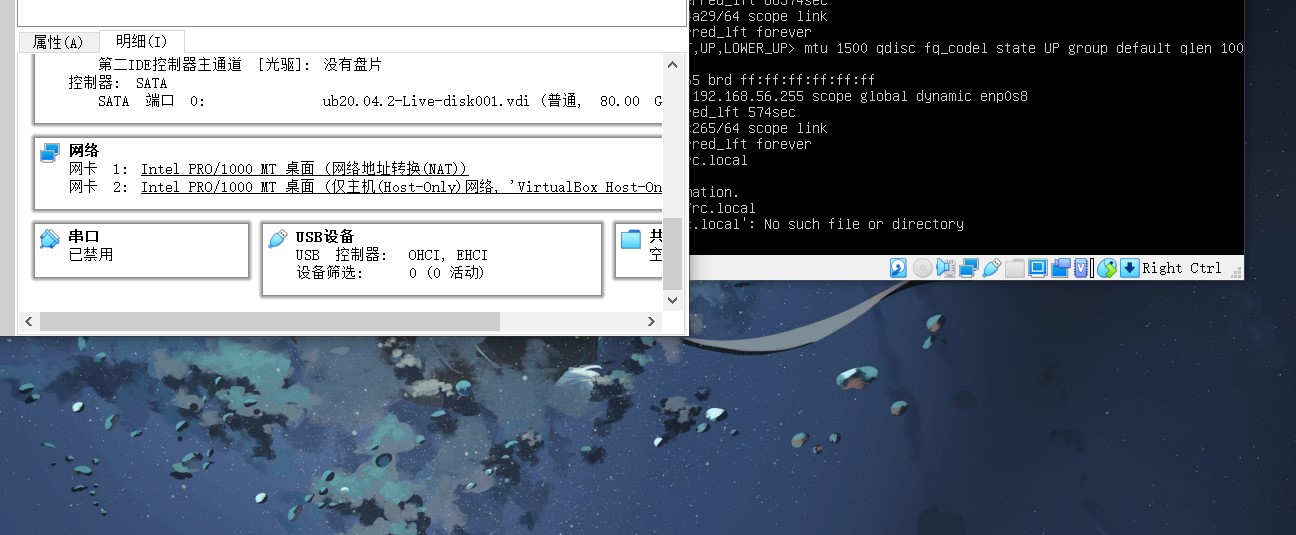 属性(A) 明细(I)
第二IDE控制器主通道 [光驱]: 没有盘片
控制器: SATA
SATA 端口 0: ub20.04.2-Live-disk001.vdi (普通, 80.00 G
网络
网卡 1: Intel PRO/1000 MT 桌面 (网络地址转换(NAT))
网卡 2: Intel PRO/1000 MT 桌面 (仅主机(Host-Only)网络, 'VirtualBox Host-On
串口
已禁用
USB设备
USB 控制器: OHCI, EHCI
设备筛选: 0 (0 活动)
共
空
a29/64 scope link
red_lft forever
T,UP,LOWER_UP> mtu 1500 qdisc fq_codel state UP group default qlen 100
65 brd ff:ff:ff:ff:ff:ff
192.168.56.255 scope global dynamic enp0s8
red_lft 574sec
c265/64 scope link
red_lft forever
rc.local
mation.
/rc.local
c.local': No such file or directory
Right Ctrl